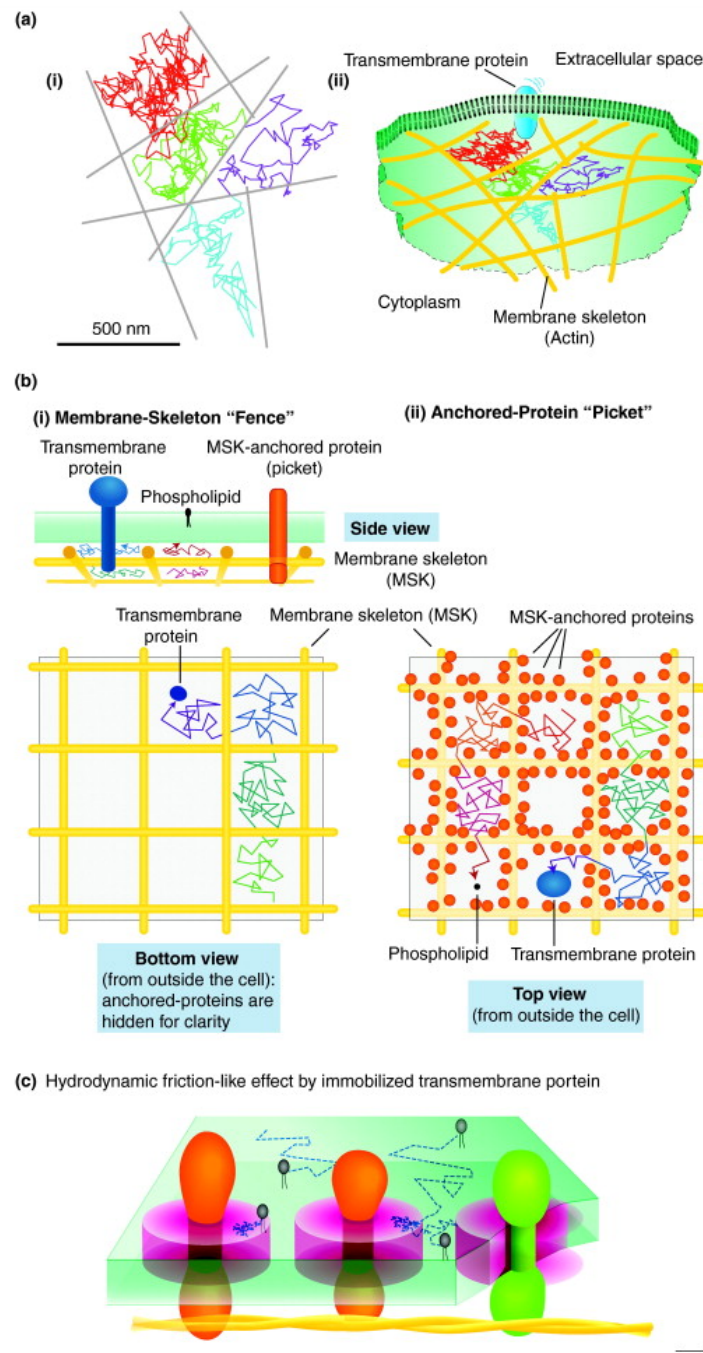 (a)
(i)
(ii)
Transmembrane protein
Extracellular space
Cytoplasm
Membrane skeleton
(Actin)
500 nm
(b)
(i) Membrane-Skeleton “Fence”
(ii) Anchored-Protein “Picket”
Transmembrane
protein
MSK-anchored protein
(picket)
Phospholipid
Side view
Membrane skeleton
(MSK)
Transmembrane
protein
Membrane skeleton (MSK)
MSK-anchored proteins
Phospholipid
Transmembrane protein
Bottom view
(from outside the cell):
anchored-proteins are
hidden for clarity
Top view
(from outside the cell)
(c) Hydrodynamic friction-like effect by immobilized transmembrane portein